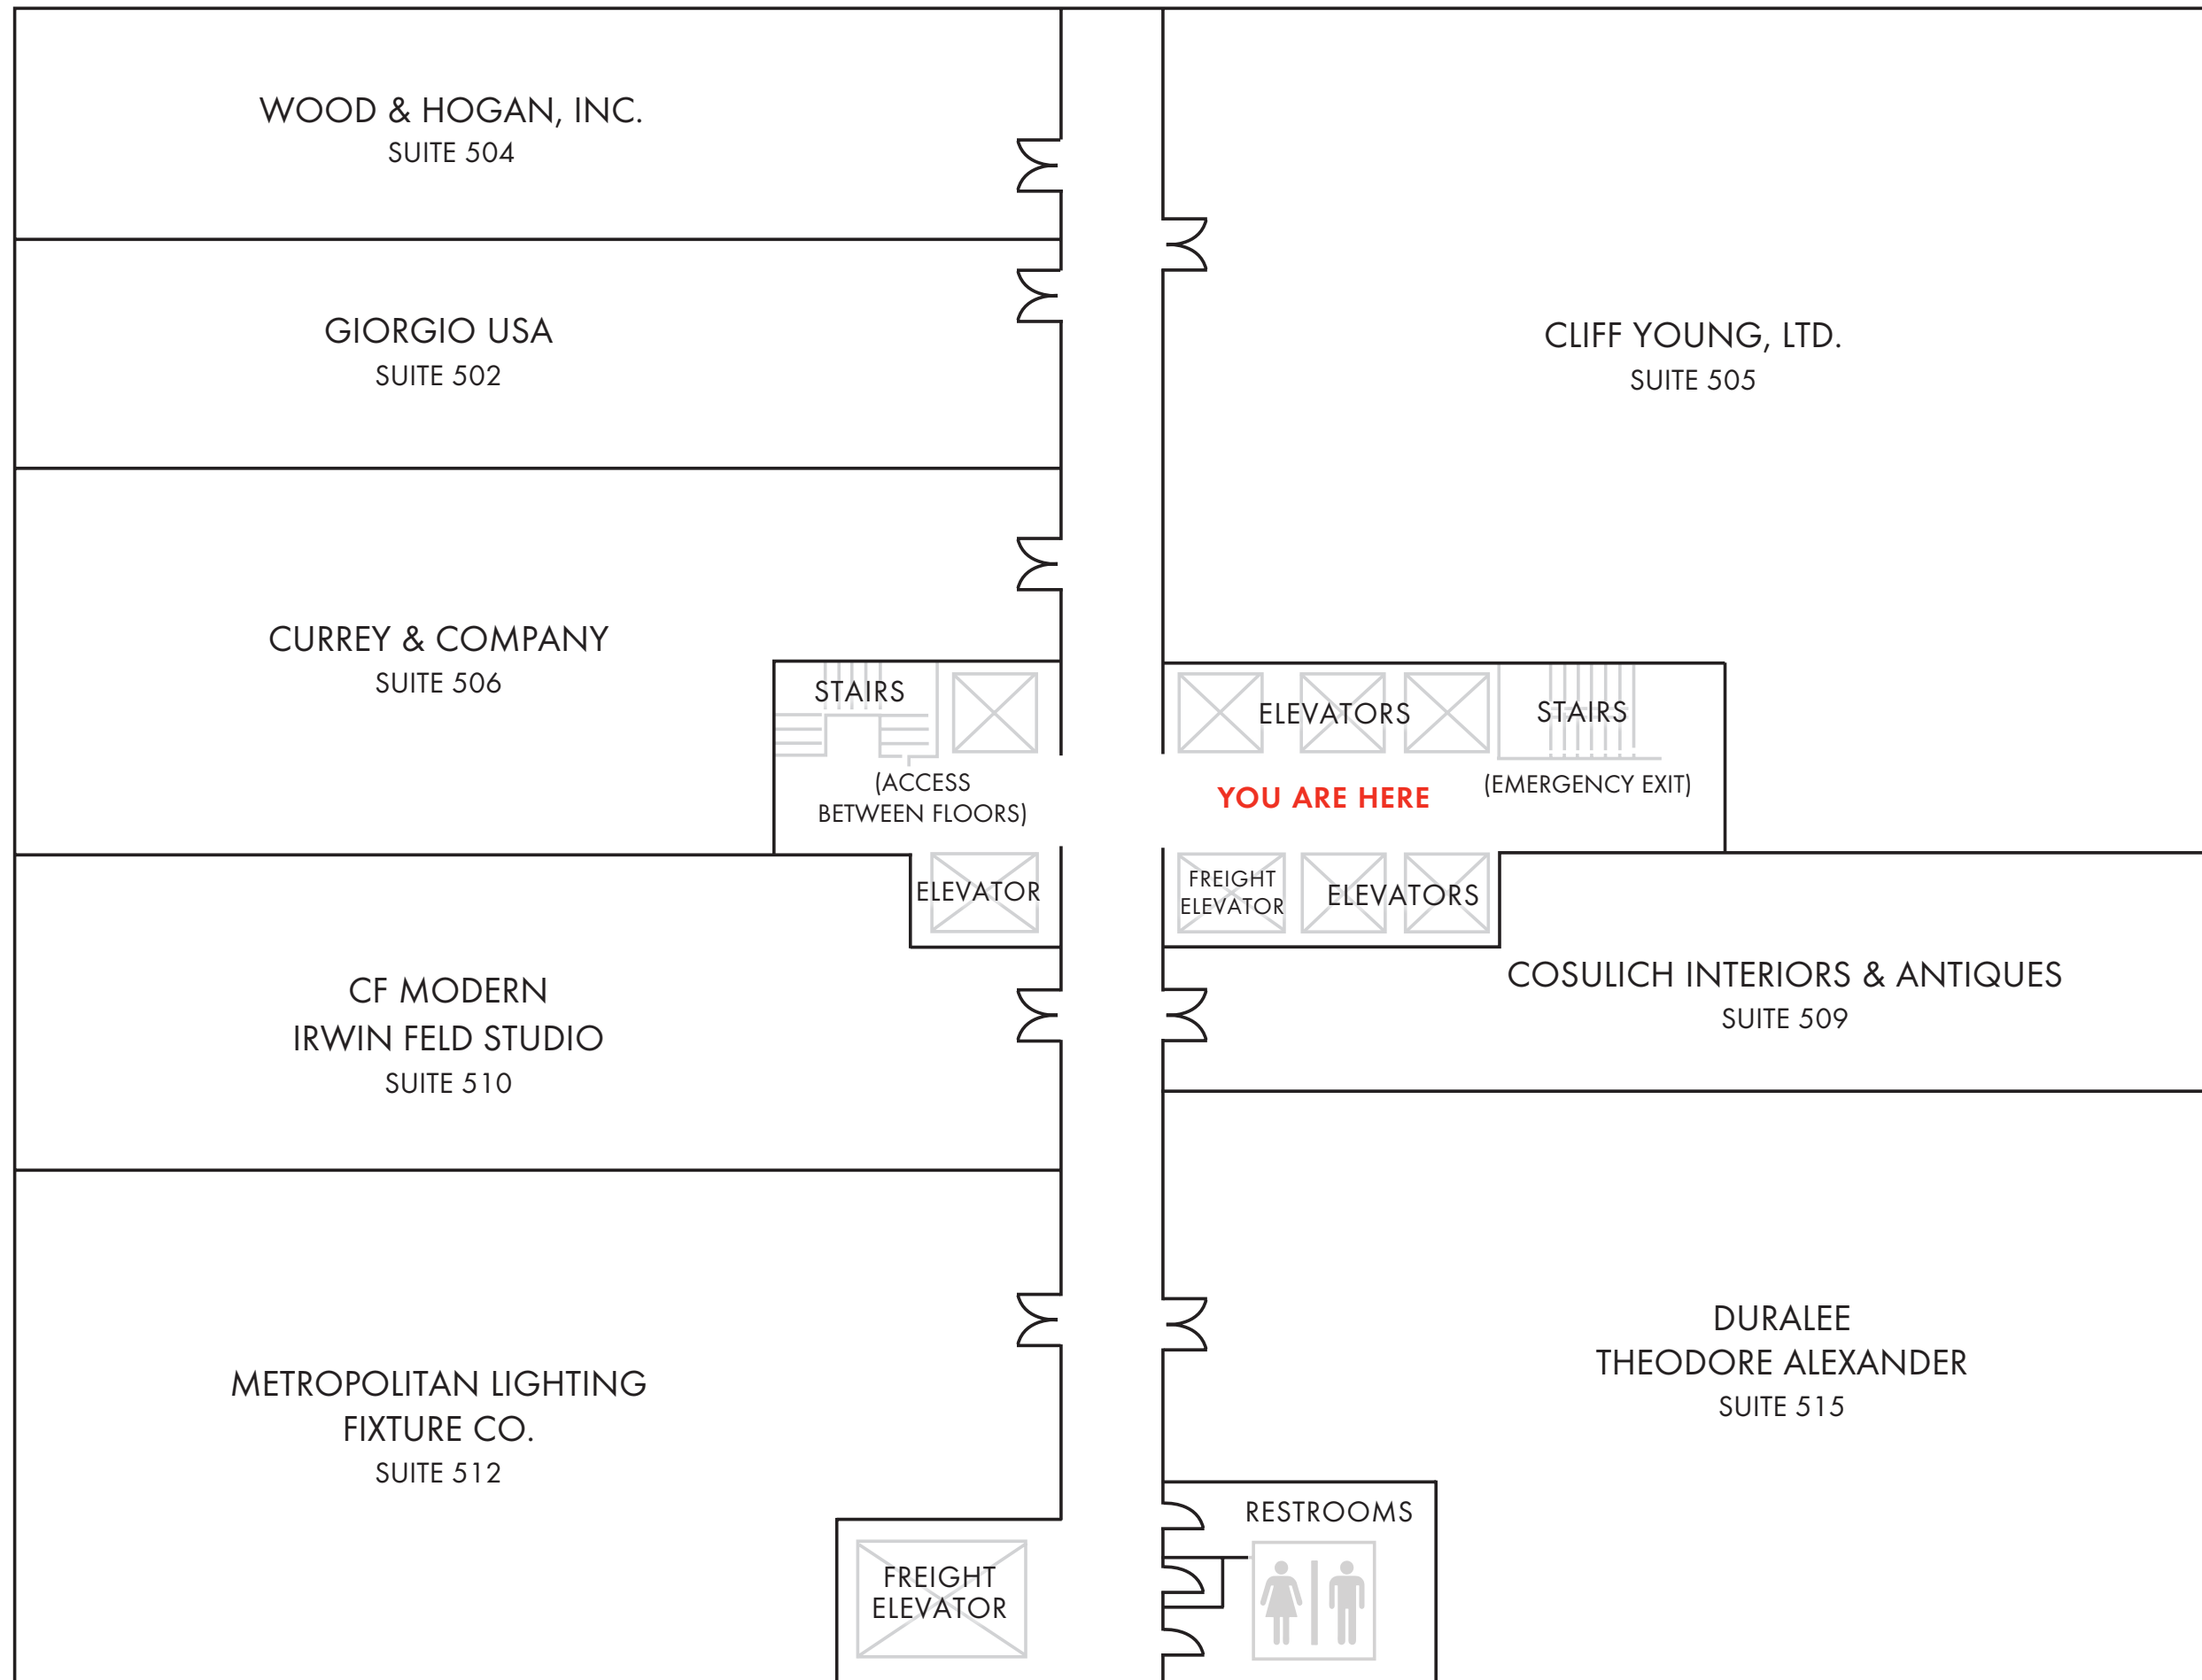 WOOD & HOGAN, INC.
SUITE 504
GIORGIO USA
SUITE 502
CLIFF YOUNG, LTD.
SUITE 505
CURREY & COMPANY
SUITE 506
STAIRS
(ACCESS
BETWEEN FLOORS)
ELEVATOR
ELEVATORS
STAIRS
(EMERGENCY EXIT)
YOU ARE HERE
FREIGHT
ELEVATOR
ELEVATORS
CF MODERN
IRWIN FELD STUDIO
SUITE 510
COSULICH INTERIORS & ANTIQUES
SUITE 509
METROPOLITAN LIGHTING
FIXTURE CO.
SUITE 512
DURALEE
THEODORE ALEXANDER
SUITE 515
FREIGHT
ELEVATOR
RESTROOMS